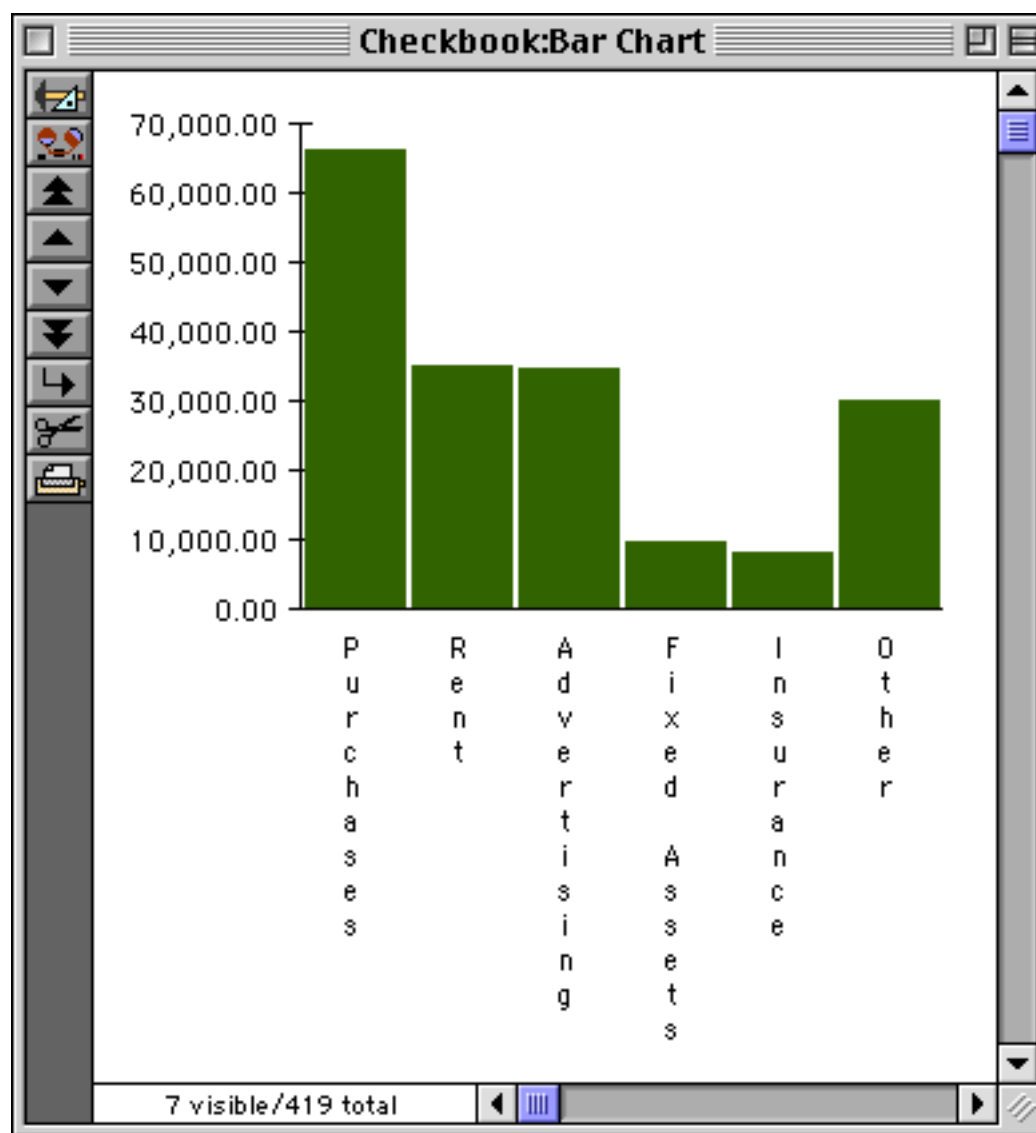 Checkbook:Bar Chart
70,000.00
60,000.00
50,000.00
40,000.00
30,000.00
20,000.00
10,000.00
0.00
Purchases
Rent
Advertising
Fixed Assets
Insurance
Other
7 visible/419 total